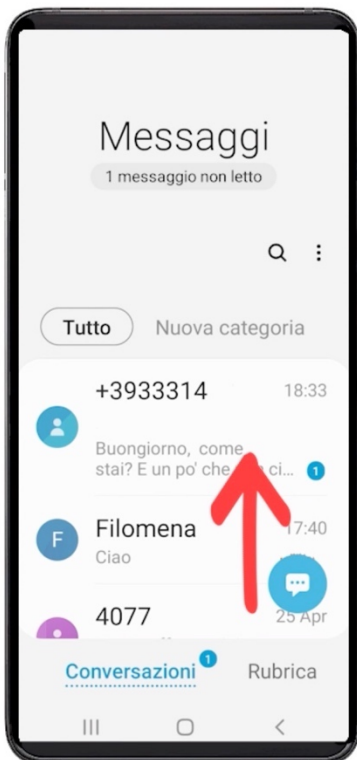 Messaggi
1 messaggio non letto
Tutto Nuova categoria
+3933314 18:33
Buongiorno, come
stai? E un po' che ci... 1
F Filomena 17:40
Ciao
4077 25 Apr
Conversazioni 1 Rubrica